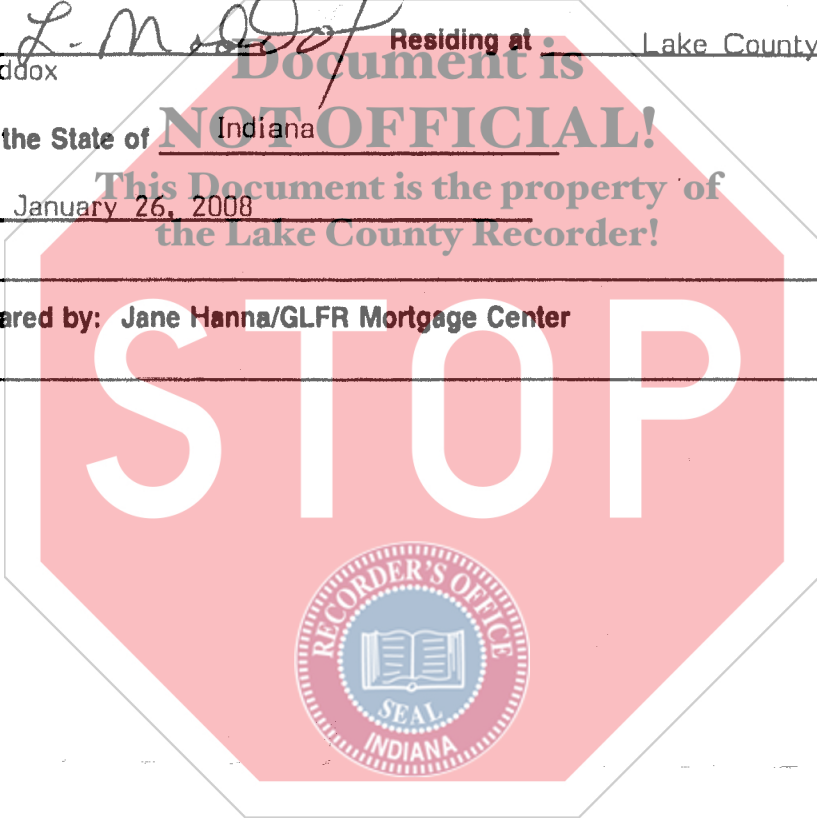 L. Maddox Residing at Lake County
ddox
Document is
NOT OFFICIAL!
the State of Indiana
This Document is the property of
January 26, 2008
the Lake County Recorder!
ared by: Jane Hanna/GLFR Mortgage Center
STOP
RECORDER'S OFFICE
SEAL
INDIANA